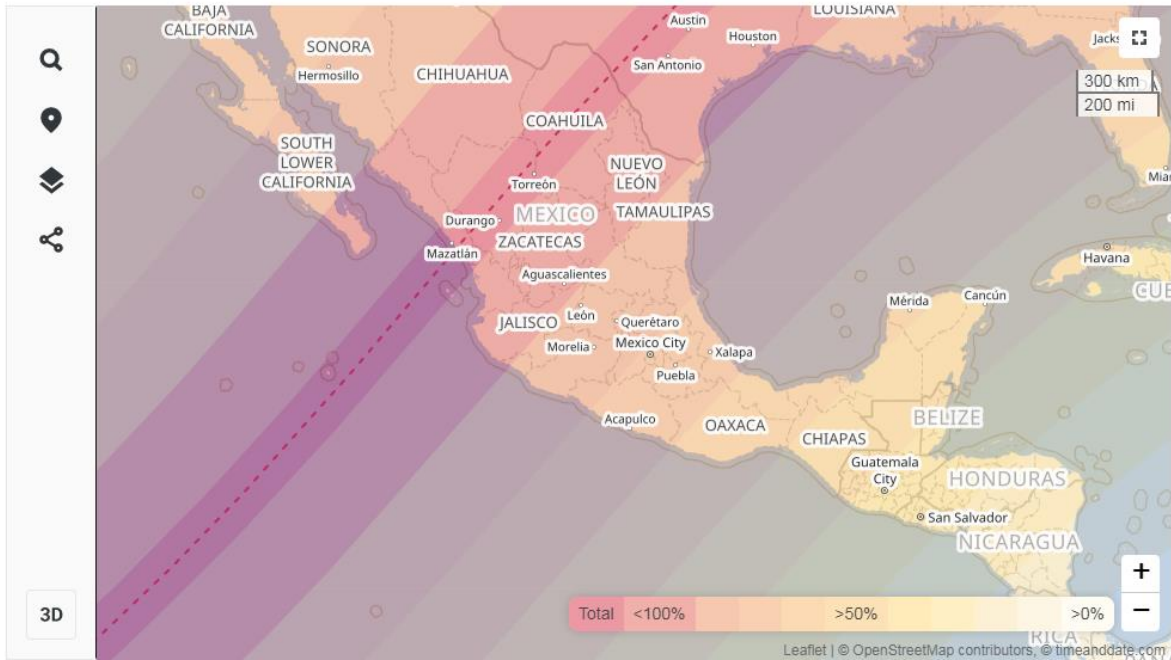 BAJA
CALIFORNIA
SONORA
Hermosillo
CHIHUAHUA
Austin
Houston
San Antonio
LOUISIANA
300 km
200 mi
COAHUILA
SOUTH
LOWER
CALIFORNIA
NUEVO
LEÓN
Torreón
Durango
MEXICO
TAMAULIPAS
Mazatlán
ZACATECAS
Aguascalientes
Havana
Mérida
Cancún
JALISCO
León
Querétaro
Morelia
Mexico City
Xalapa
Puebla
Acapulco
OAXACA
CHIAPAS
BELIZE
Guatemala
City
HONDURAS
San Salvador
NICARAGUA
3D
Total <100% >50% >0%
+
−
Leaflet | © OpenStreetMap contributors, © timeanddate.com